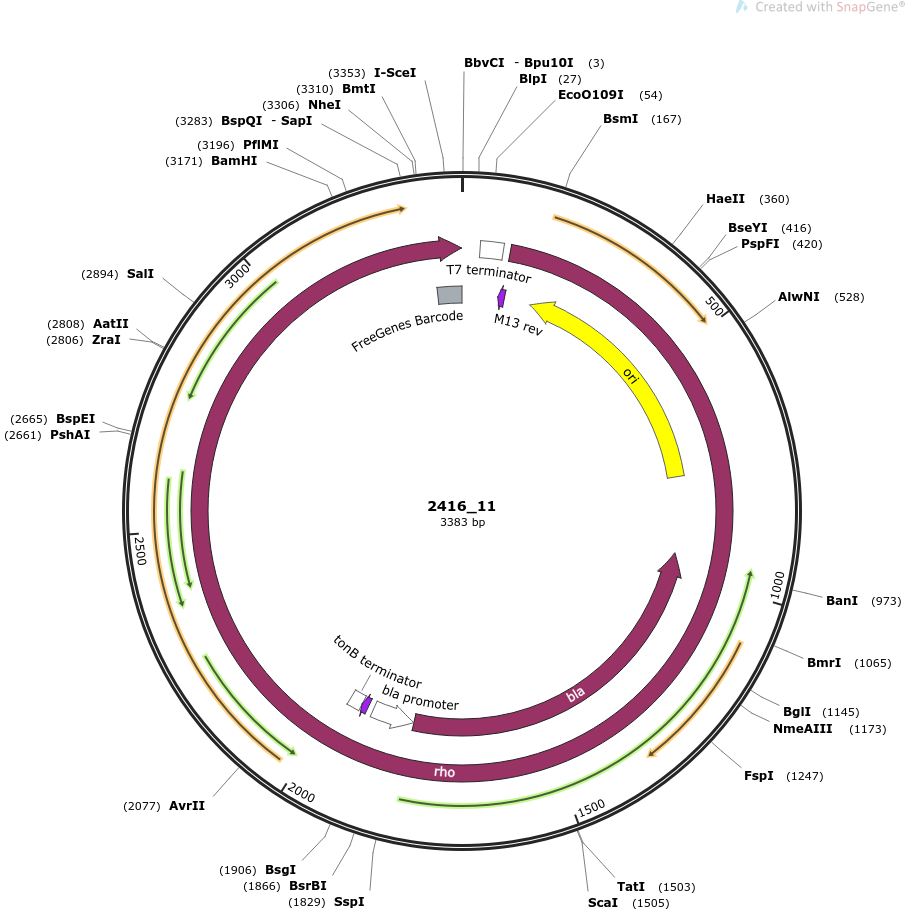 Created with SnapGene®
(3353) I-SceI
(3310) BmtI
(3306) NheI
(3283) BspQI - SapI
(3196) PflMI
(3171) BamHI
BbvCI - Bpu10I (3)
BlpI (27)
EcoO109I (54)
BsmI (167)
HaeII (360)
BseYI (416)
PspFI (420)
AlwNI (528)
(2894) SalI
(2808) AatII
(2806) ZraI
(2665) BspEI
(2661) PshAI
3000
500
T7 terminator
FreeGenes Barcode
M13 rev
ori
2416_11
3383 bp
2500
1000
BanI (973)
BmrI (1065)
BglI (1145)
NmeAIII (1173)
FspI (1247)
tonB terminator
bla promoter
bla
rho
2000
1500
(2077) AvrII
(1906) BsgI
(1866) BsrBI
(1829) SspI
TatI (1503)
ScaI (1505)